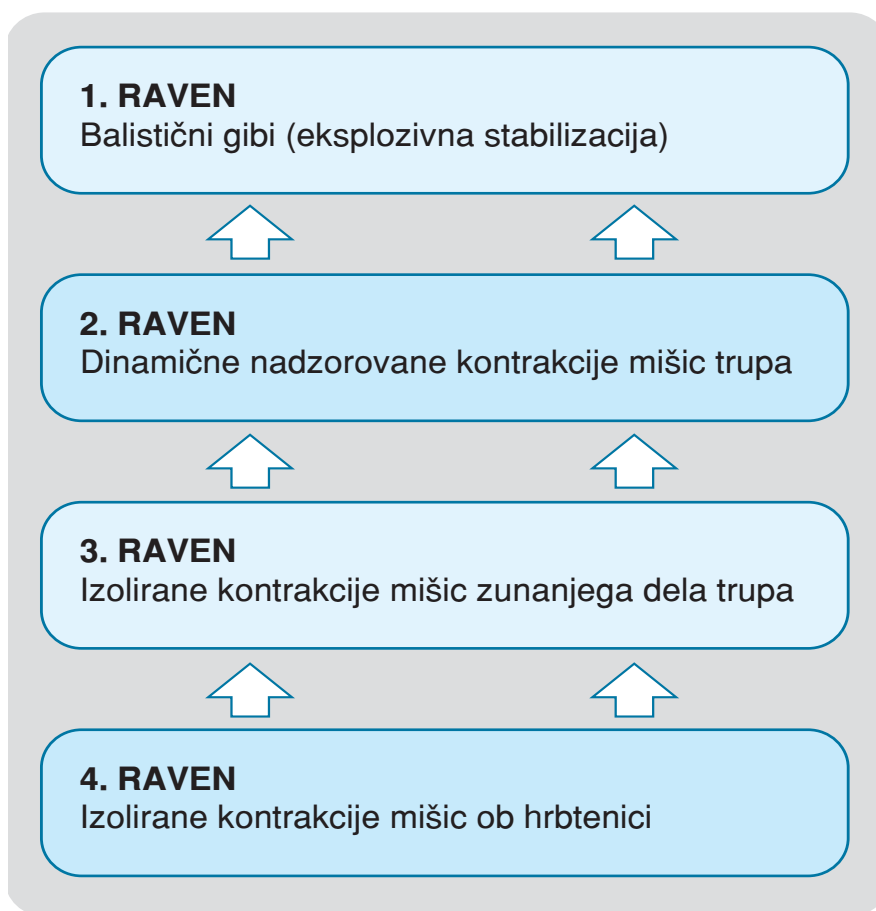 1. RAVEN
Balistični gibi (eksplozivna stabilizacija)
2. RAVEN
Dinamične nadzorovane kontrakcije mišic trupa
3. RAVEN
Izolirane kontrakcije mišic zunanjega dela trupa
4. RAVEN
Izolirane kontrakcije mišic ob hrbtenici